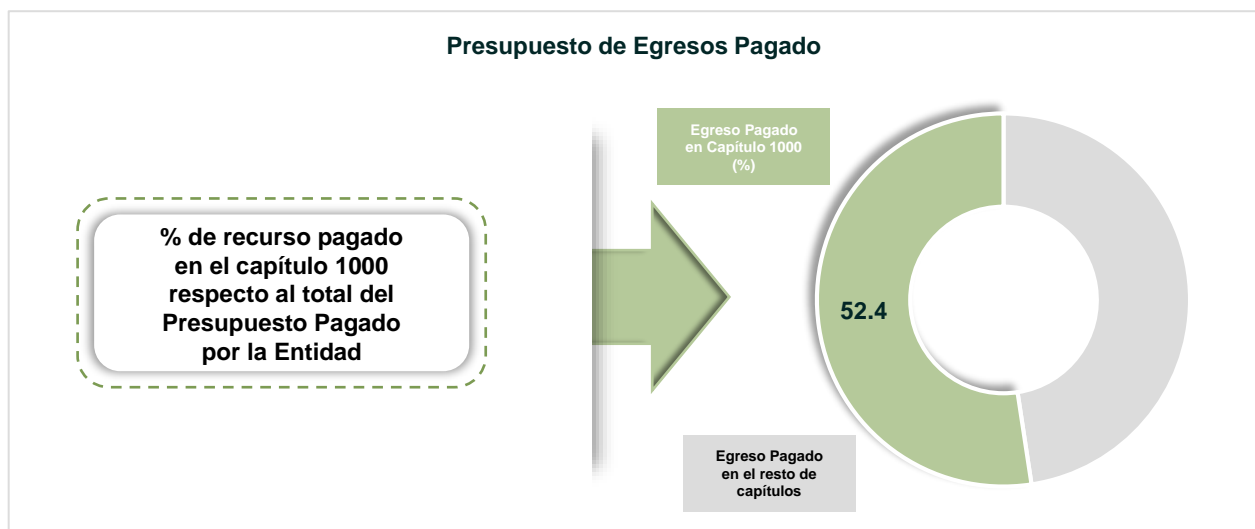 Presupuesto de Egresos Pagado
Egreso Pagado
en Capítulo 1000
(%)
% de recurso pagado
en el capítulo 1000
respecto al total del
Presupuesto Pagado
por la Entidad
52.4
Egreso Pagado
en el resto de
capítulos